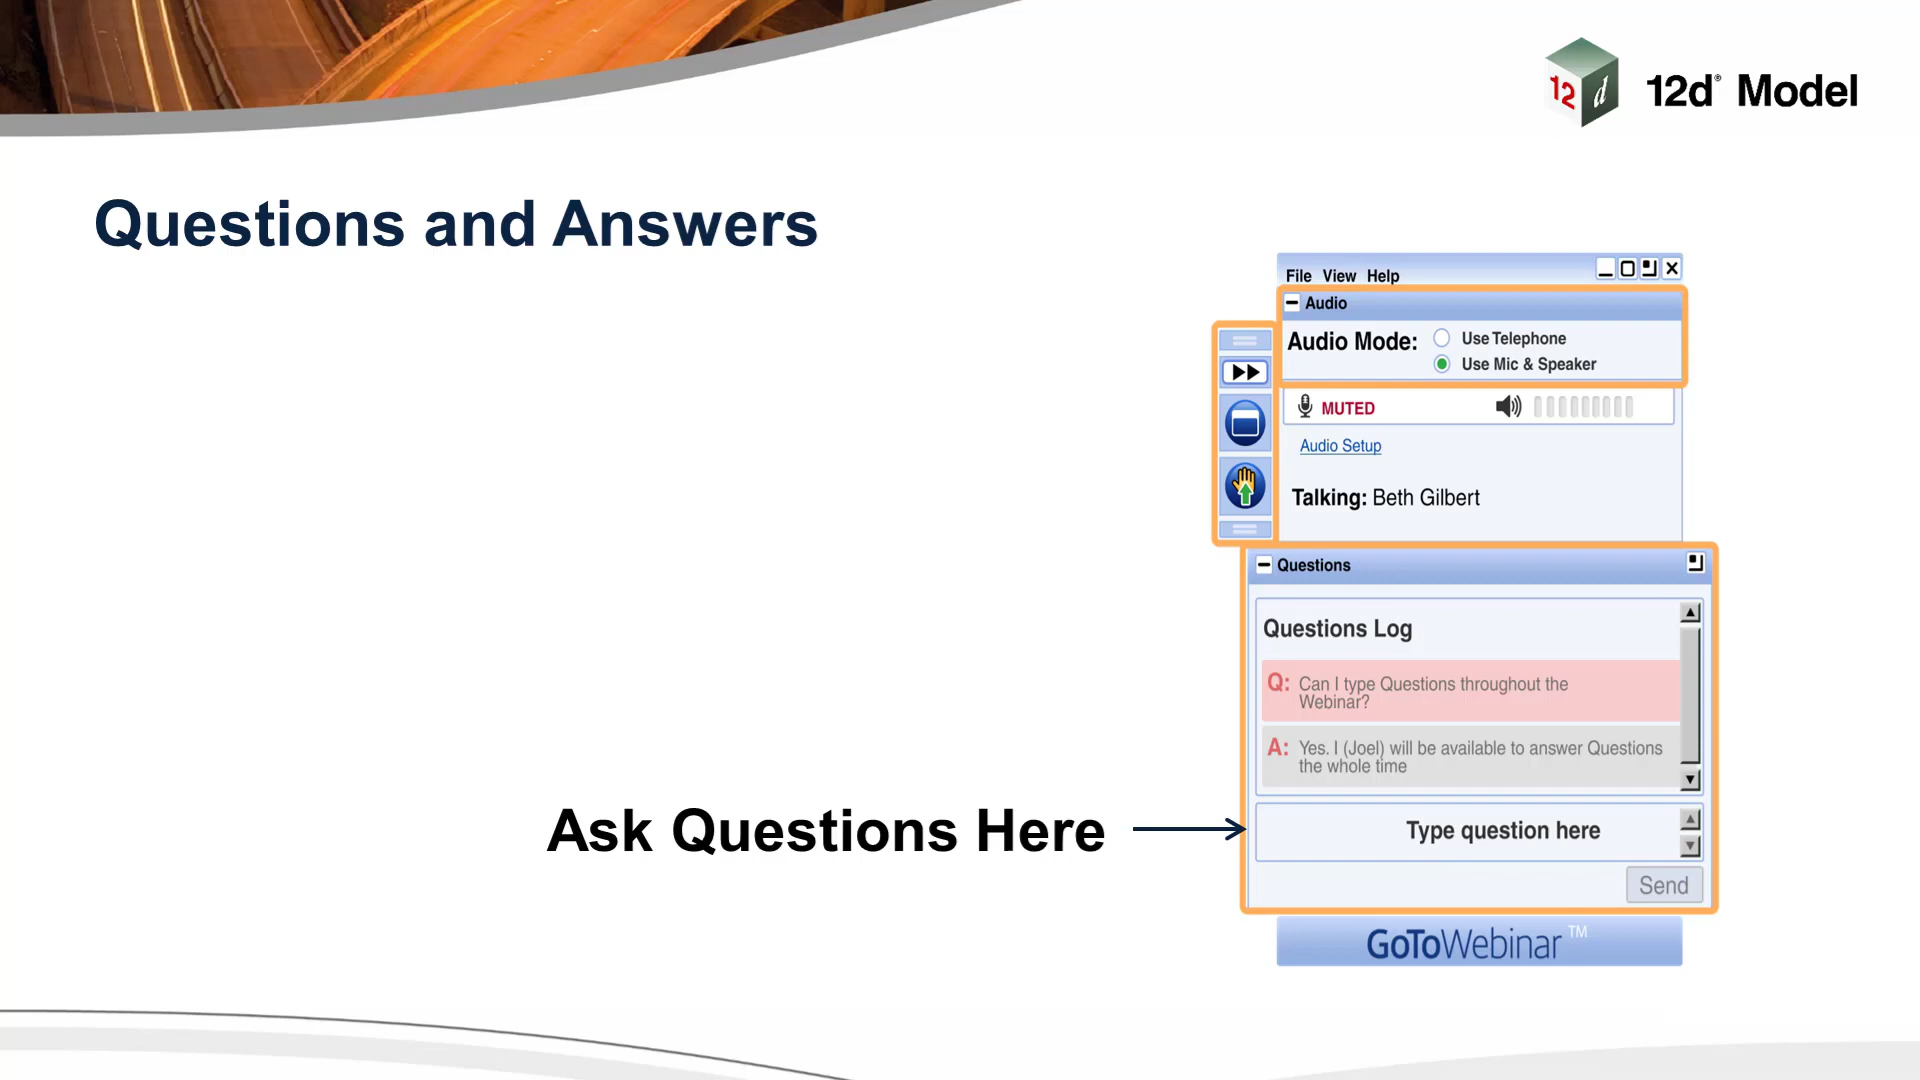 12d® Model
Questions and Answers
File View Help
Audio
Audio Mode:
Use Telephone
Use Mic & Speaker
MUTED
Audio Setup
Talking: Beth Gilbert
Questions
Questions Log
Q: Can I type Questions throughout the
Webinar?
A: Yes. I (Joel) will be available to answer Questions
the whole time
Ask Questions Here
Type question here
Send
GoToWebinar™